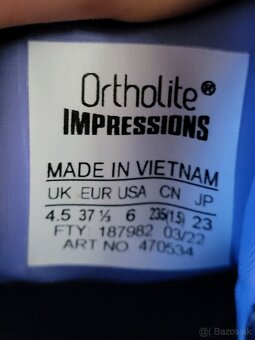 Ortholite®
IMPRESSIONS
MADE IN VIETNAM
UK EUR USA CN JP
4.5 37 ½ 6 235(1.5) 23
FTY: 187982 03/22
ART NO 470534
© Bazos.sk